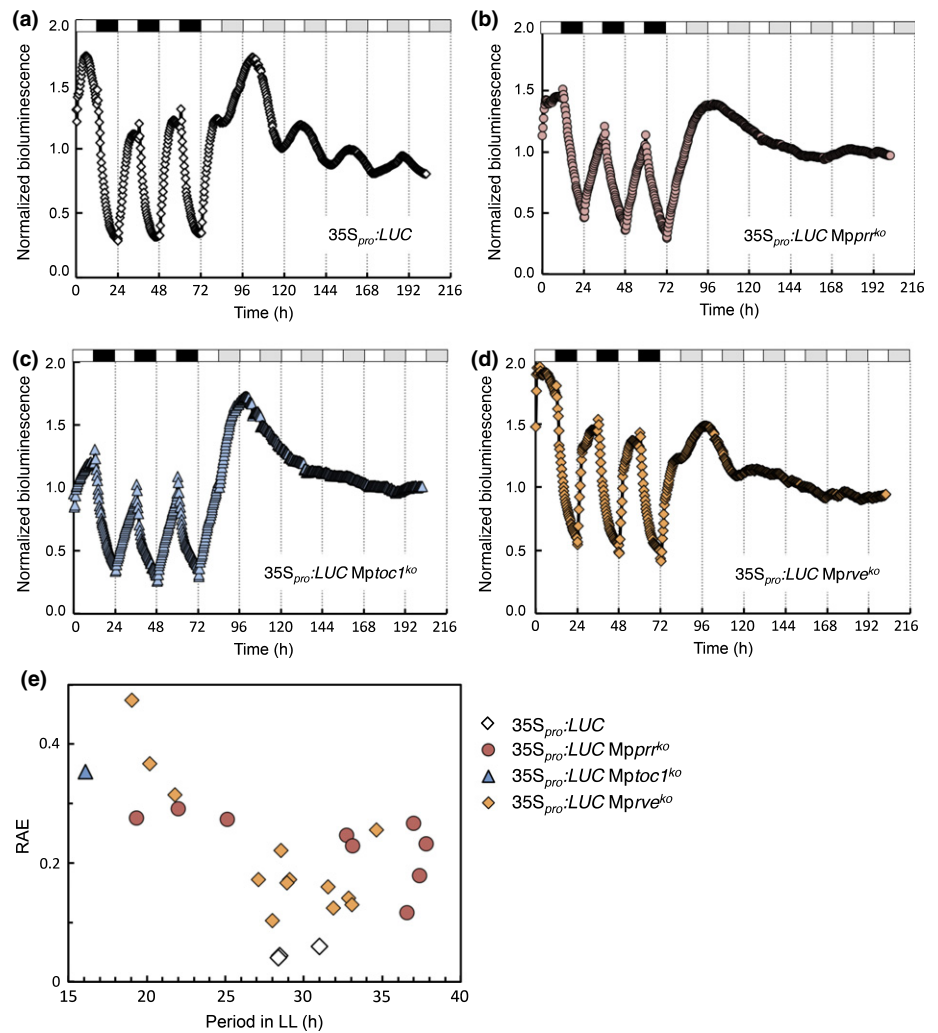 (a)
2.0
1.5
1.0
0.5
0.0
Normalized bioluminescence
35Spro:LUC
0 24 48 72 96 120 144 168 192 216
Time (h)
(b)
2.0
1.5
1.0
0.5
0.0
Normalized bioluminescence
35Spro:LUC Mpprrko
0 24 48 72 96 120 144 168 192 216
Time (h)
(c)
2.0
1.5
1.0
0.5
0.0
Normalized bioluminescence
35Spro:LUC Mptoc1ko
0 24 48 72 96 120 144 168 192 216
Time (h)
(d)
2.0
1.5
1.0
0.5
0.0
Normalized bioluminescence
35Spro:LUC Mprveko
0 24 48 72 96 120 144 168 192 216
Time (h)
(e)
0.4
0.2
0
RAE
15 20 25 30 35 40
Period in LL (h)
35Spro:LUC
35Spro:LUC Mpprrko
35Spro:LUC Mptoc1ko
35Spro:LUC Mprveko